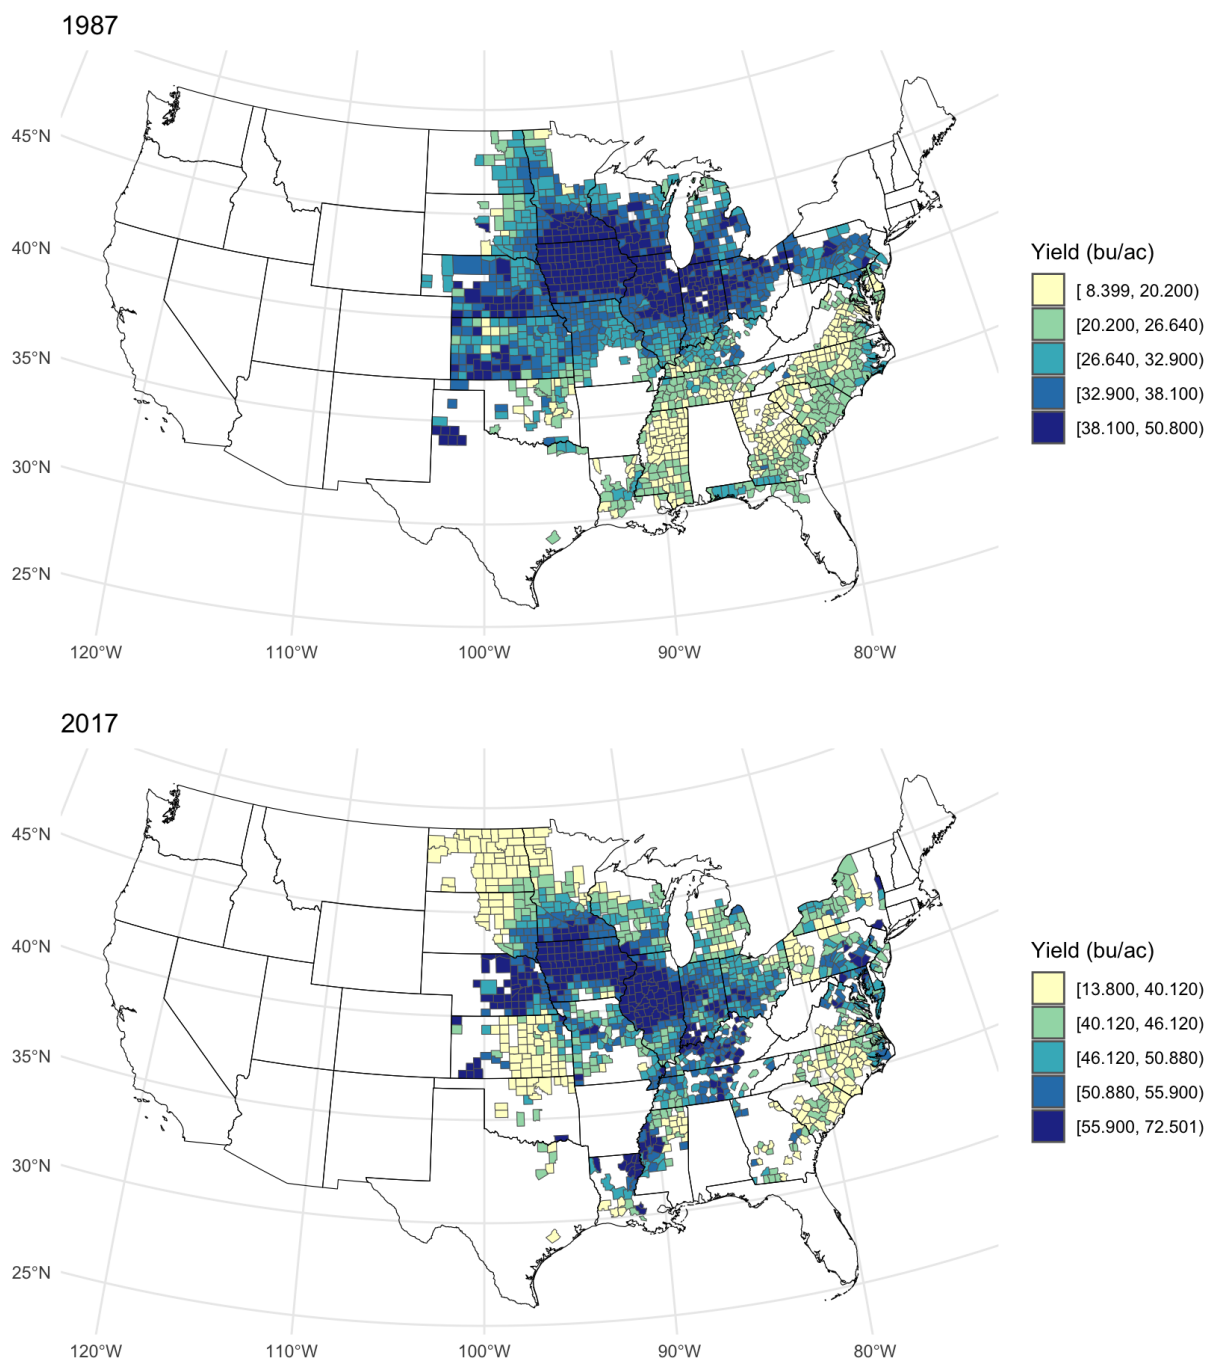 1987
45°N
40°N
35°N
30°N
25°N
120°W 110°W 100°W 90°W 80°W
Yield (bu/ac)
[ 8.399, 20.200)
[20.200, 26.640)
[26.640, 32.900)
[32.900, 38.100)
[38.100, 50.800)
2017
45°N
40°N
35°N
30°N
25°N
120°W 110°W 100°W 90°W 80°W
Yield (bu/ac)
[13.800, 40.120)
[40.120, 46.120)
[46.120, 50.880)
[50.880, 55.900)
[55.900, 72.501)